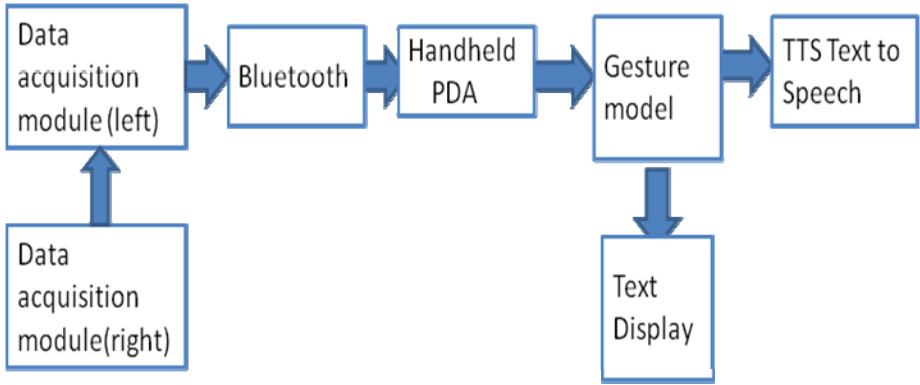 Data
acquisition
module (left)
Bluetooth
Handheld
PDA
Gesture
model
TTS Text to
Speech
Data
acquisition
module(right)
Text
Display